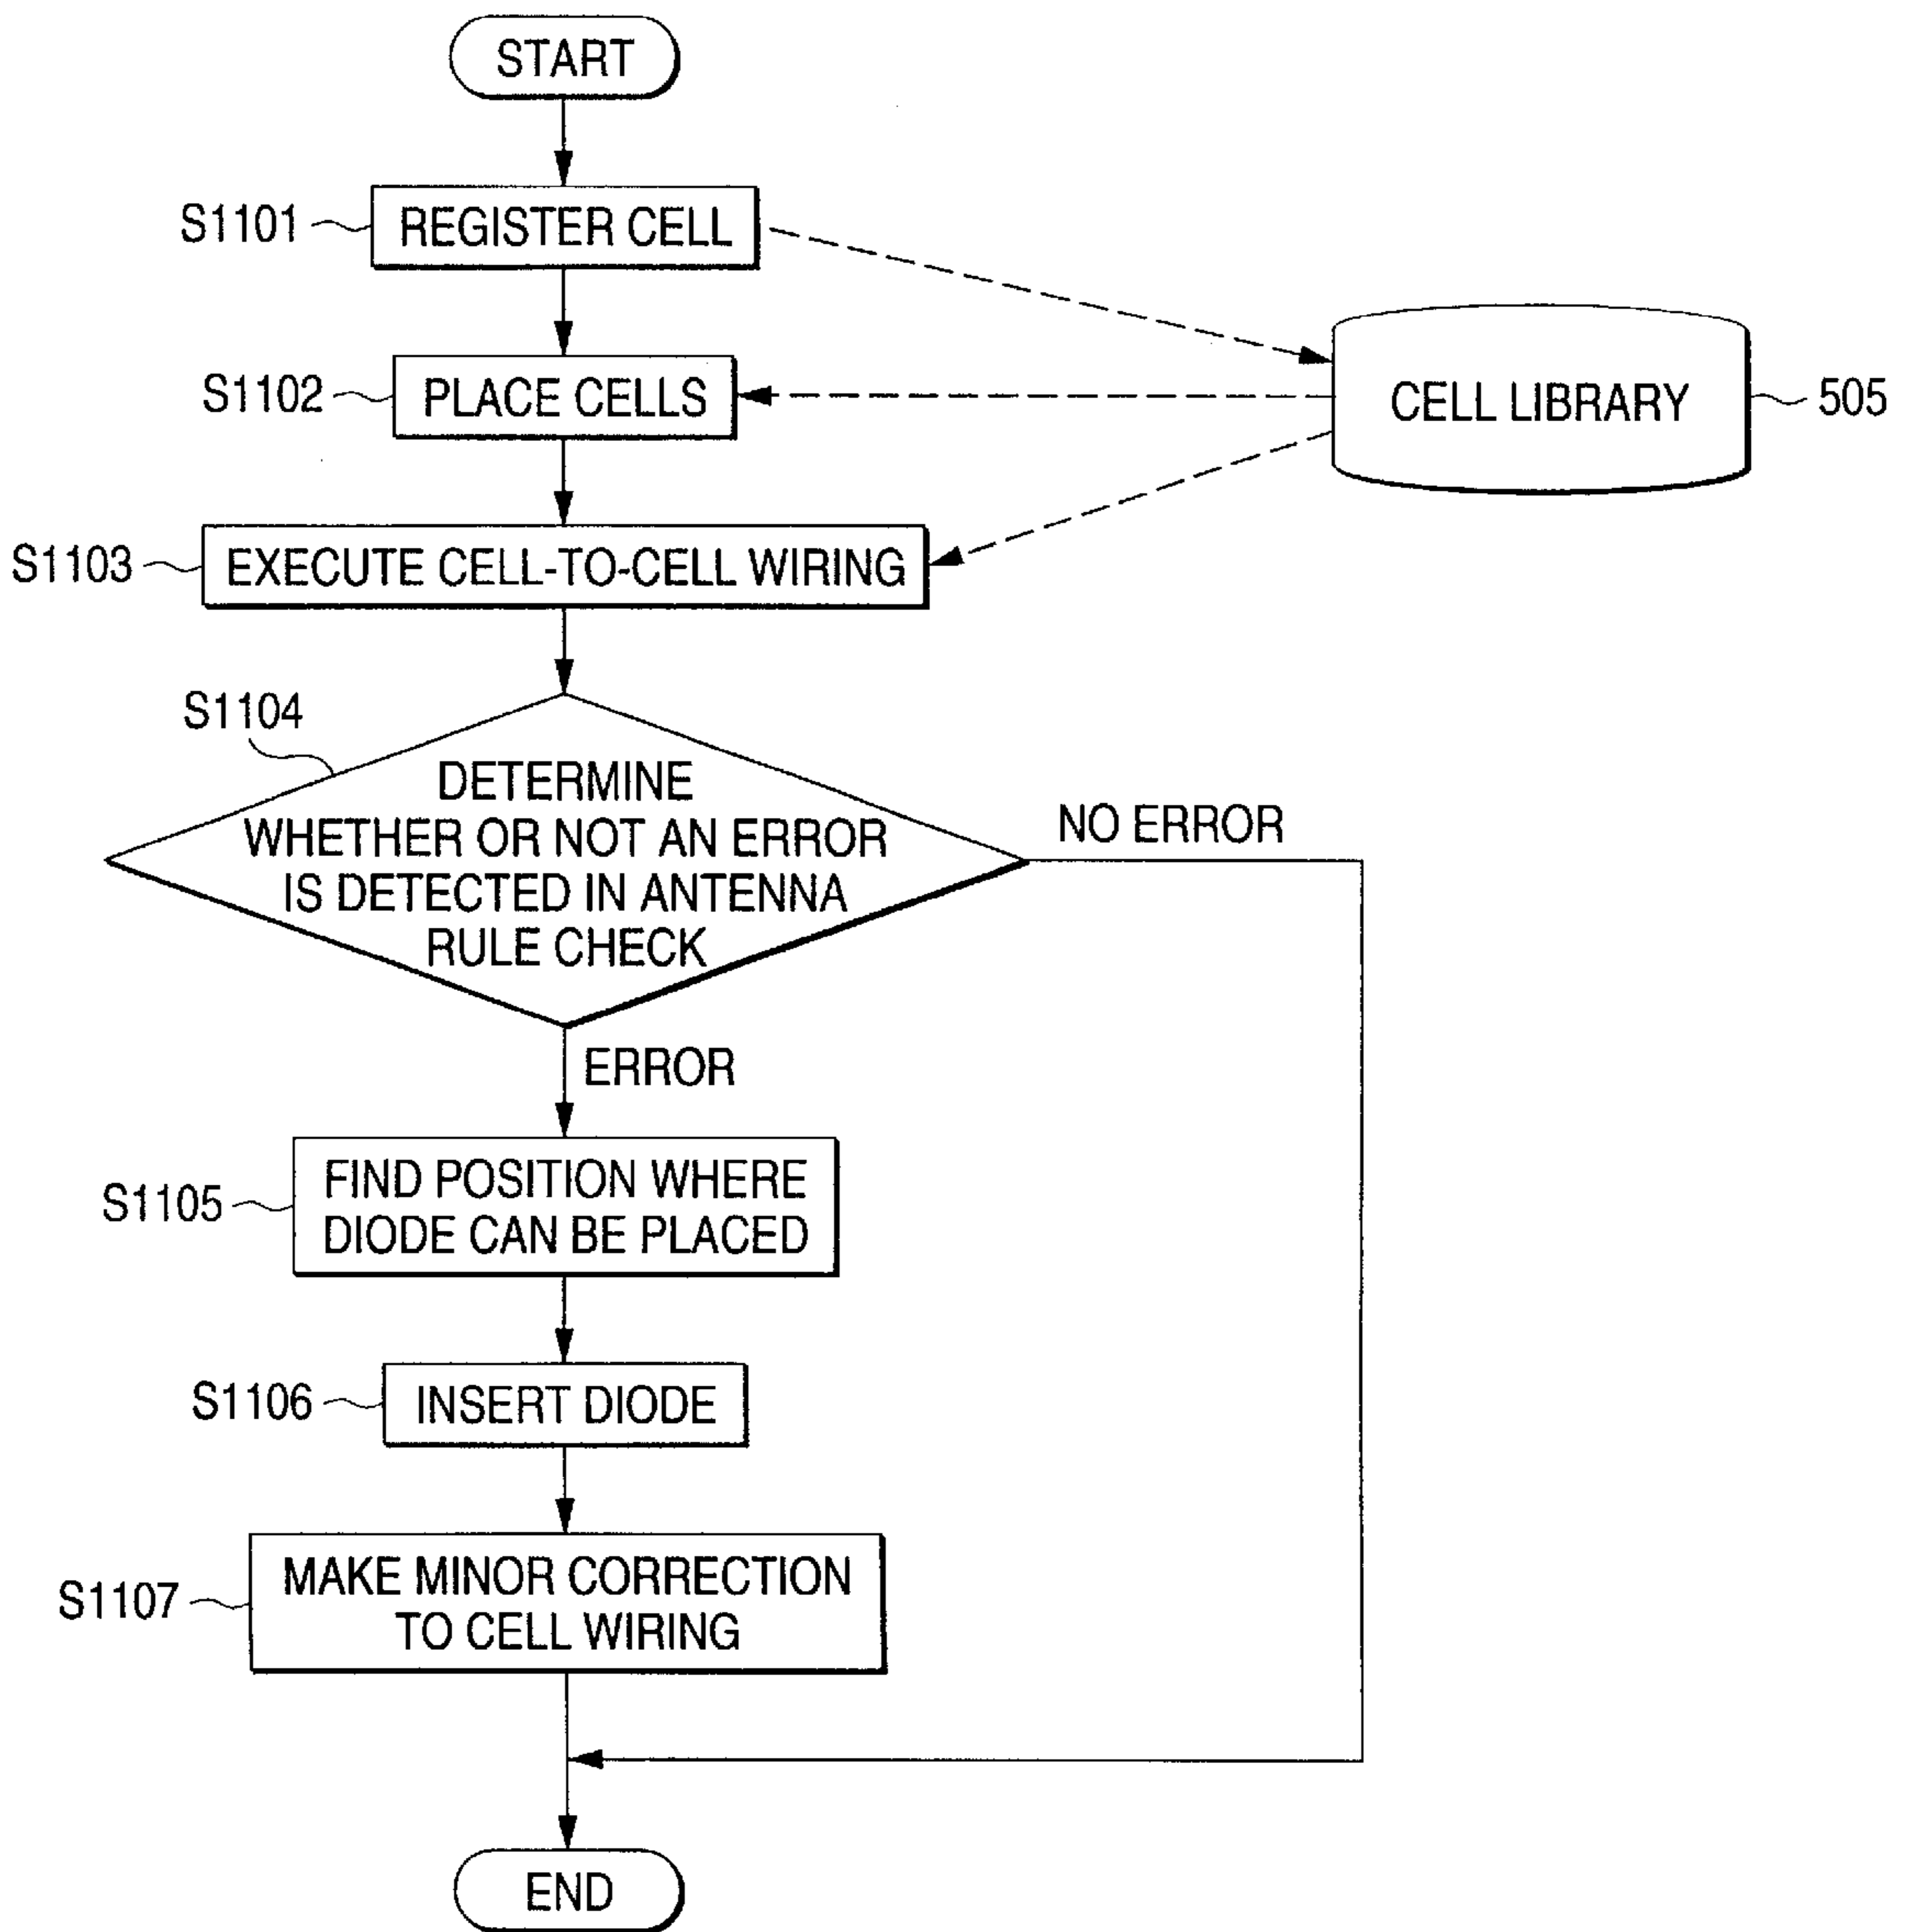 START
S1101
REGISTER CELL
S1102
PLACE CELLS
CELL LIBRARY
505
S1103
EXECUTE CELL-TO-CELL WIRING
S1104
DETERMINE
WHETHER OR NOT AN ERROR
IS DETECTED IN ANTENNA
RULE CHECK
NO ERROR
ERROR
S1105
FIND POSITION WHERE
DIODE CAN BE PLACED
S1106
INSERT DIODE
S1107
MAKE MINOR CORRECTION
TO CELL WIRING
END